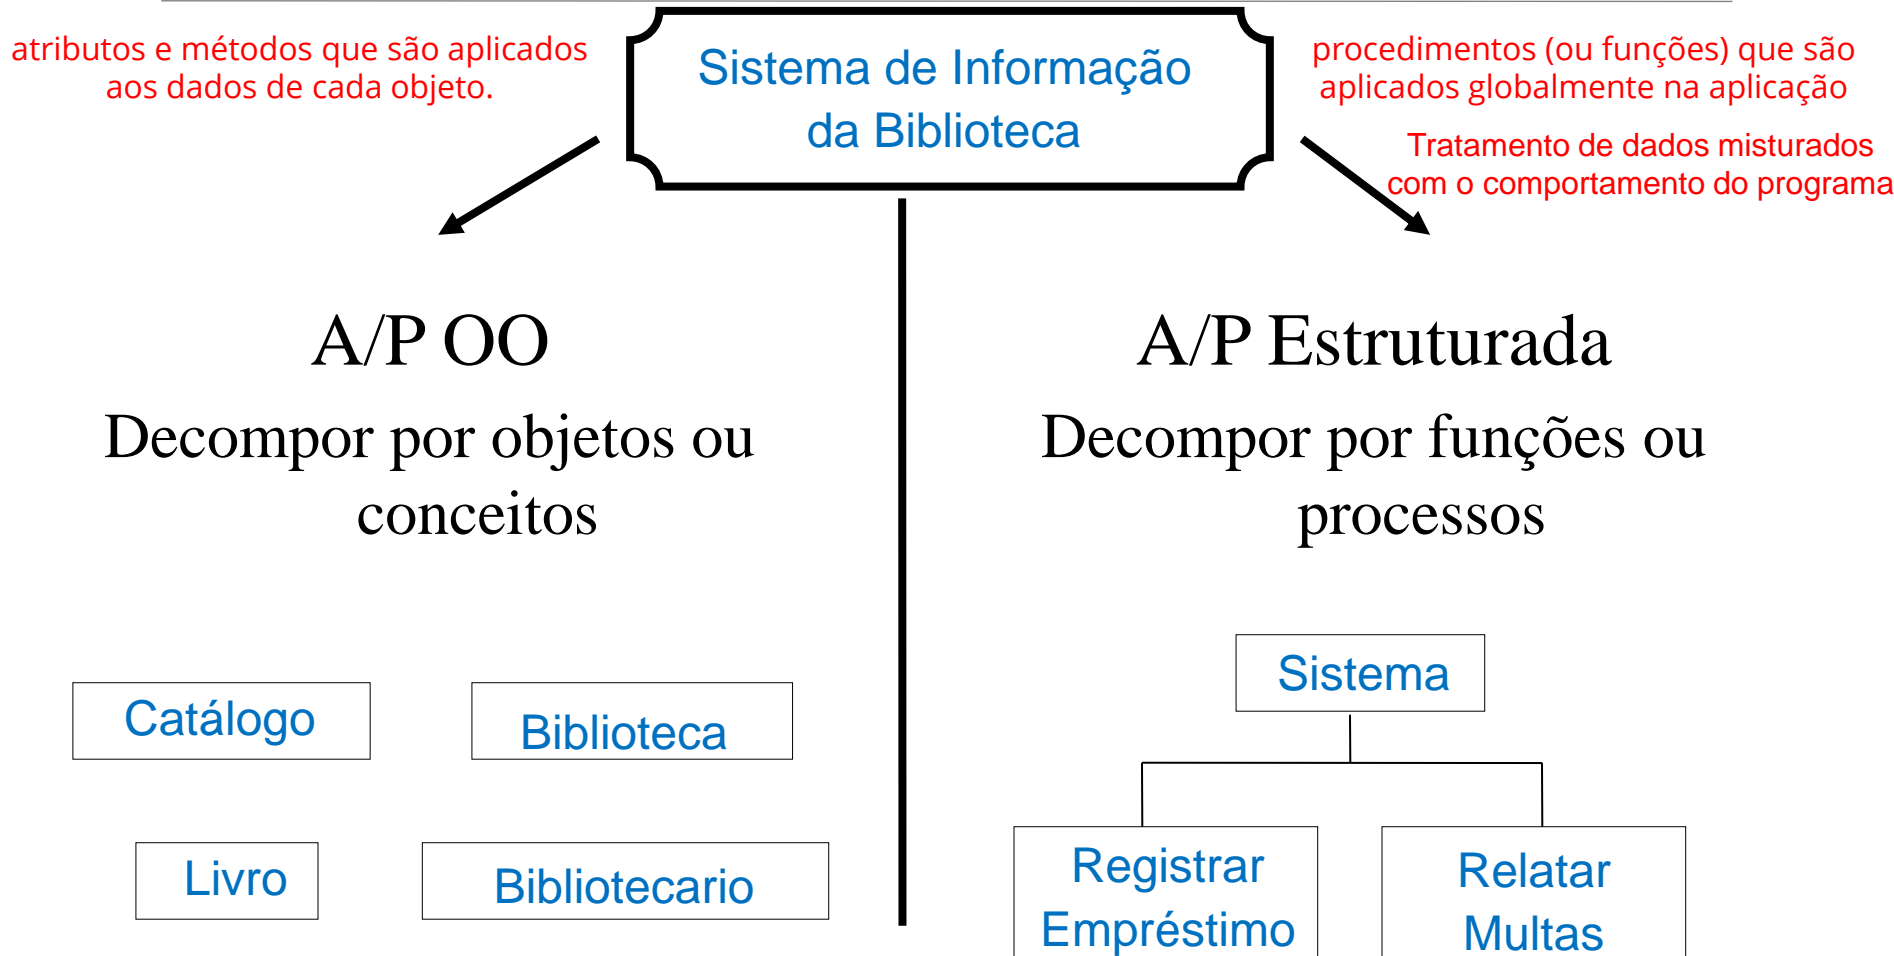 atributos e métodos que são aplicados
aos dados de cada objeto.
Sistema de Informação
da Biblioteca
procedimentos (ou funções) que são
aplicados globalmente na aplicação
Tratamento de dados misturados
com o comportamento do programa
A/P OO
Decompor por objetos ou
conceitos
A/P Estruturada
Decompor por funções ou
processos
Catálogo
Biblioteca
Livro
Bibliotecario
Sistema
Registrar
Empréstimo
Relatar
Multas